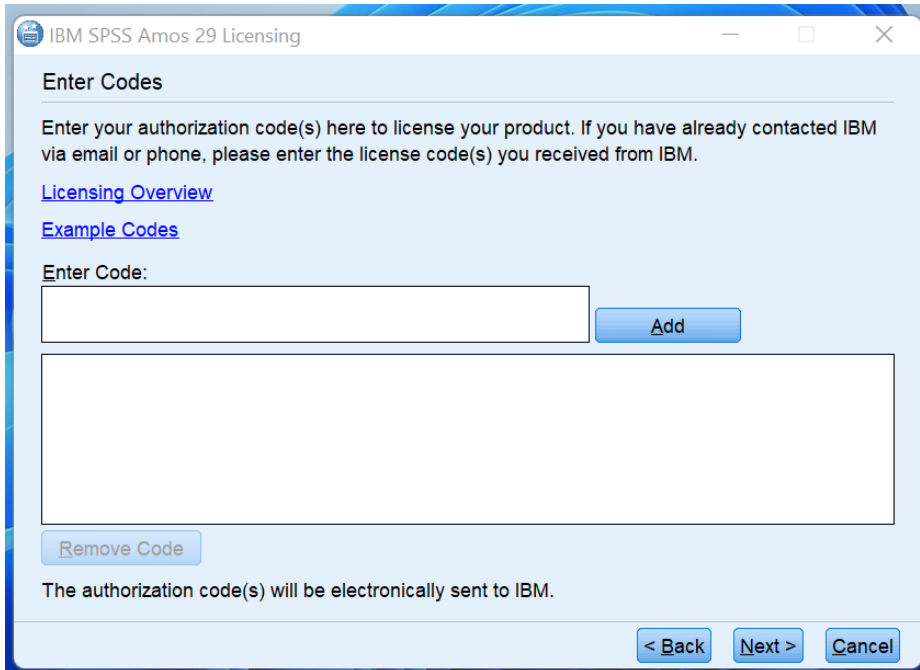 IBM SPSS Amos 29 Licensing
Enter Codes
Enter your authorization code(s) here to license your product. If you have already contacted IBM
via email or phone, please enter the license code(s) you received from IBM.
Licensing Overview
Example Codes
Enter Code:
Add
Remove Code
The authorization code(s) will be electronically sent to IBM.
< Back Next > Cancel